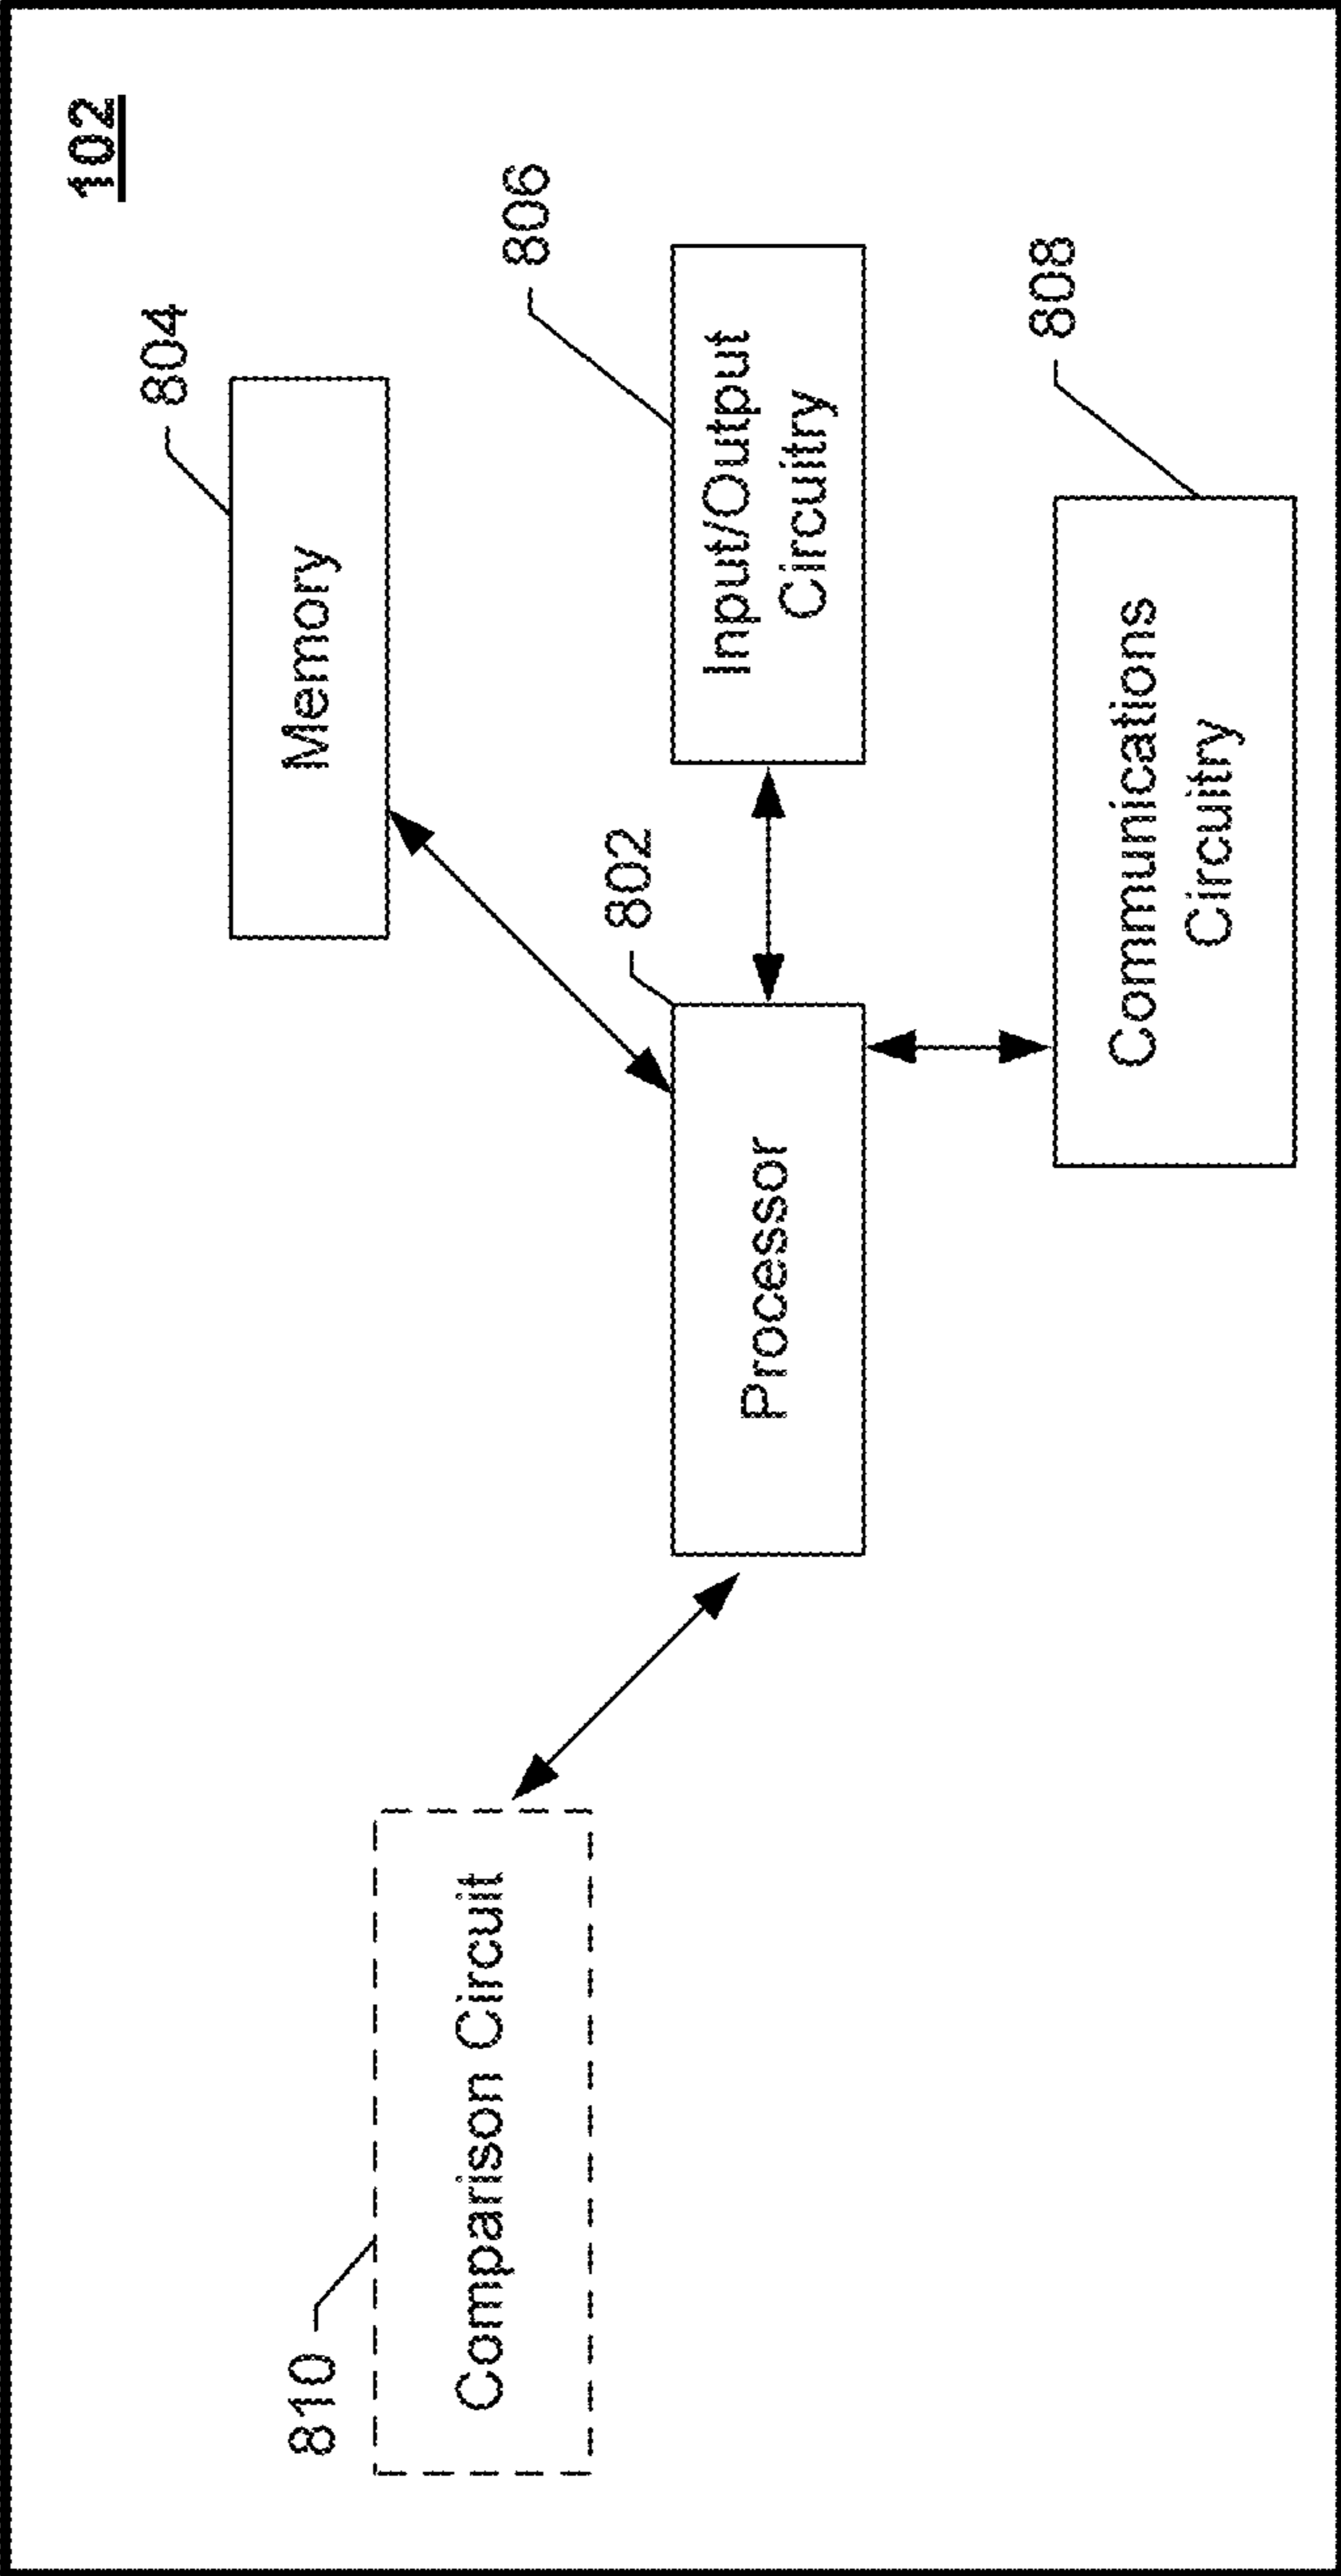 102
804
Memory
806
Input/Output
Circuitry
802
Processor
808
Communications
Circuitry
810
Comparison Circuit